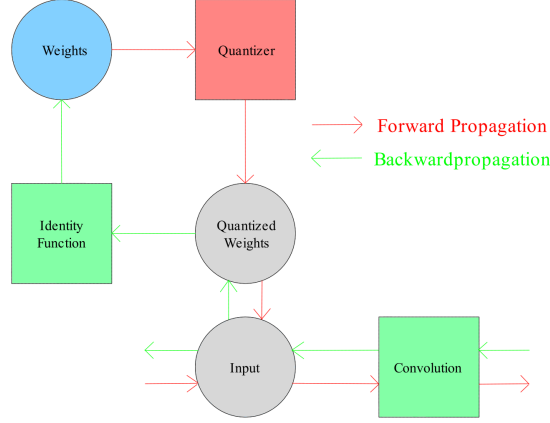 Weights
Quantizer
Forward Propagation
Backwardpropagation
Identity
Function
Quantized
Weights
Input
Convolution